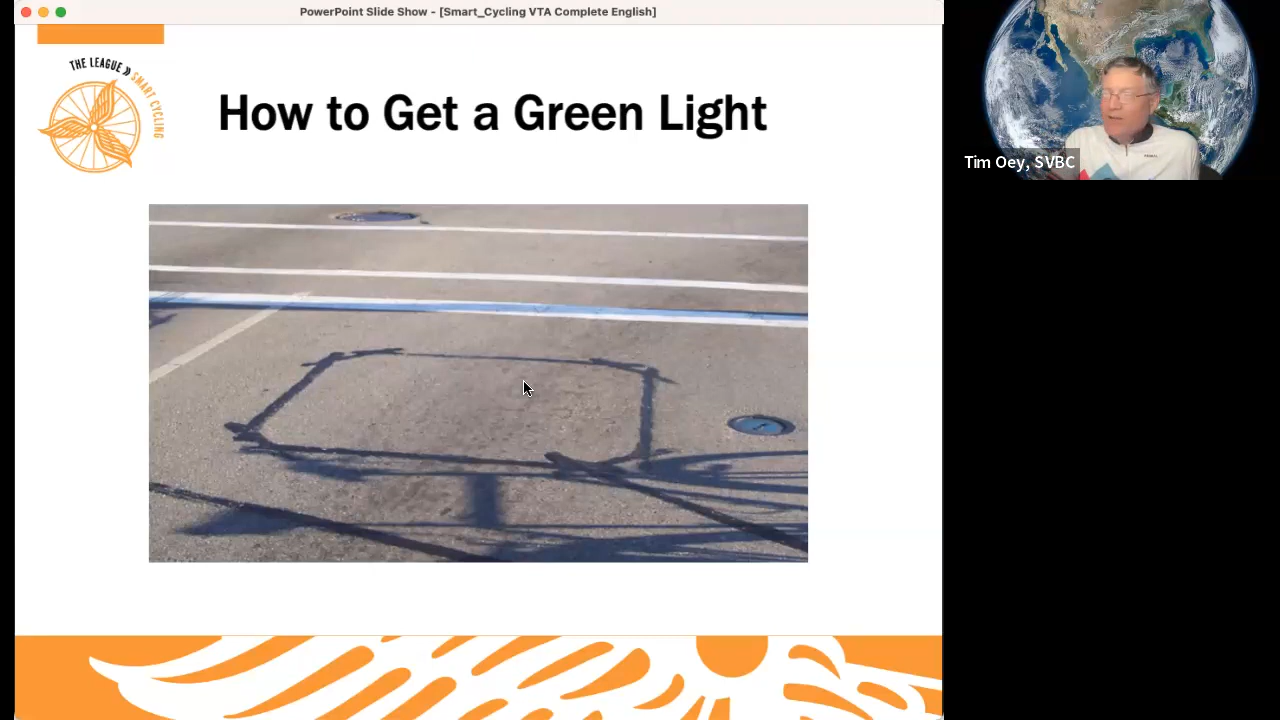 PowerPoint Slide Show - [Smart_Cycling VTA Complete English]
THE LEAGUE
SMART CYCLING
How to Get a Green Light
Tim Oey, SVBC